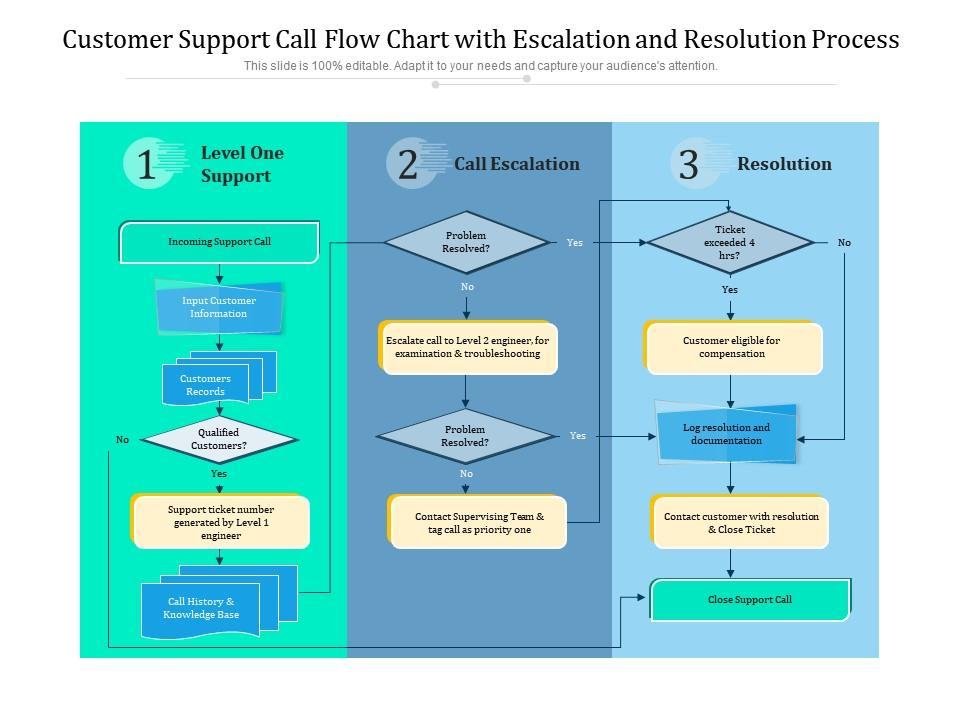 Customer Support Call Flow Chart with Escalation and Resolution Process
This slide is 100% editable. Adapt it to your needs and capture your audience's attention.
1
Level One
Support
Incoming Support Call
Input Customer
Information
Customers
Records
No
Qualified
Customers?
Yes
Support ticket number
generated by Level 1
engineer
Call History &
Knowledge Base
2
Call Escalation
Problem
Resolved?
Yes
No
Escalate call to Level 2 engineer, for
examination & troubleshooting
Problem
Resolved?
Yes
No
Contact Supervising Team &
tag call as priority one
3
Resolution
Ticket
exceeded 4
hrs?
No
Yes
Customer eligible for
compensation
Log resolution and
documentation
Contact customer with resolution
& Close Ticket
Close Support Call